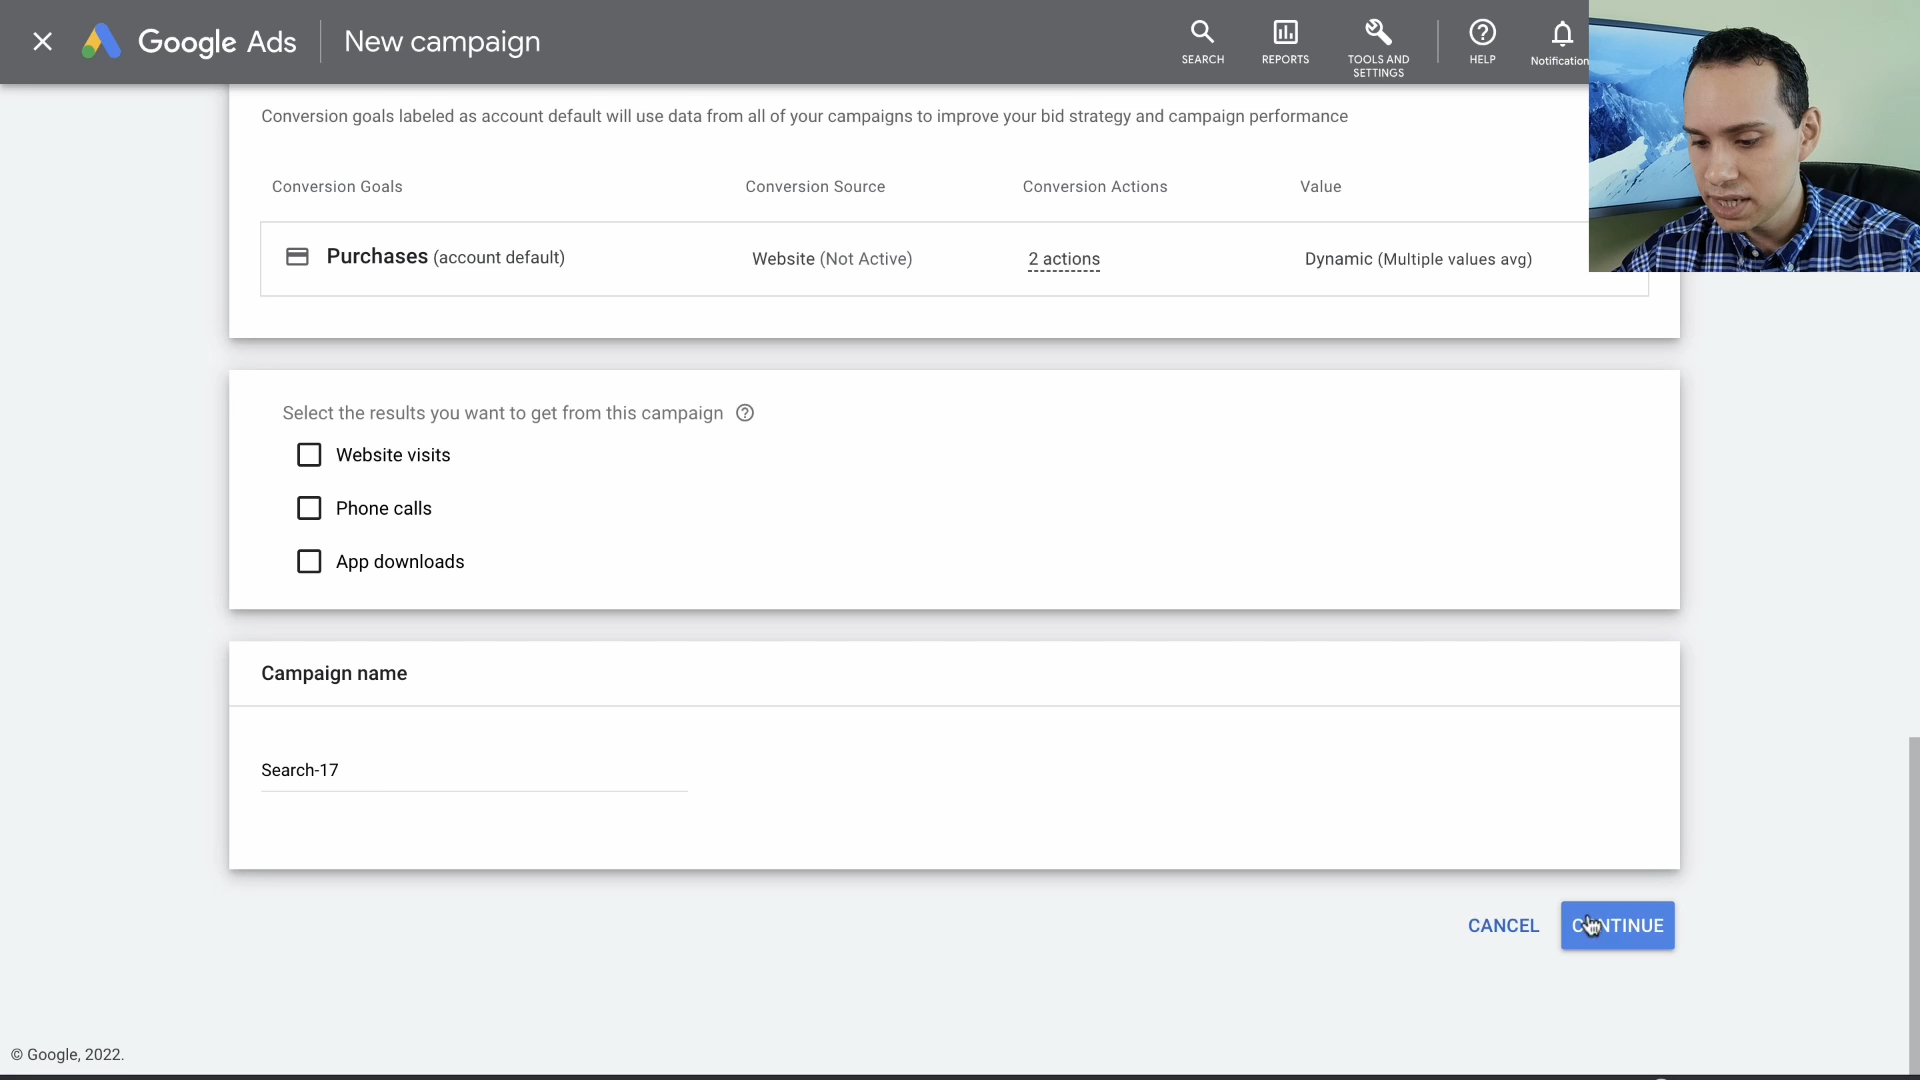 Google Ads
New campaign
SEARCH
REPORTS
TOOLS AND
SETTINGS
HELP
Notification
Conversion goals labeled as account default will use data from all of your campaigns to improve your bid strategy and campaign performance
Conversion Goals
Conversion Source
Conversion Actions
Value
Purchases (account default)
Website (Not Active)
2 actions
Dynamic (Multiple values avg)
Select the results you want to get from this campaign
Website visits
Phone calls
App downloads
Campaign name
Search-17
CANCEL
CONTINUE
© Google, 2022.